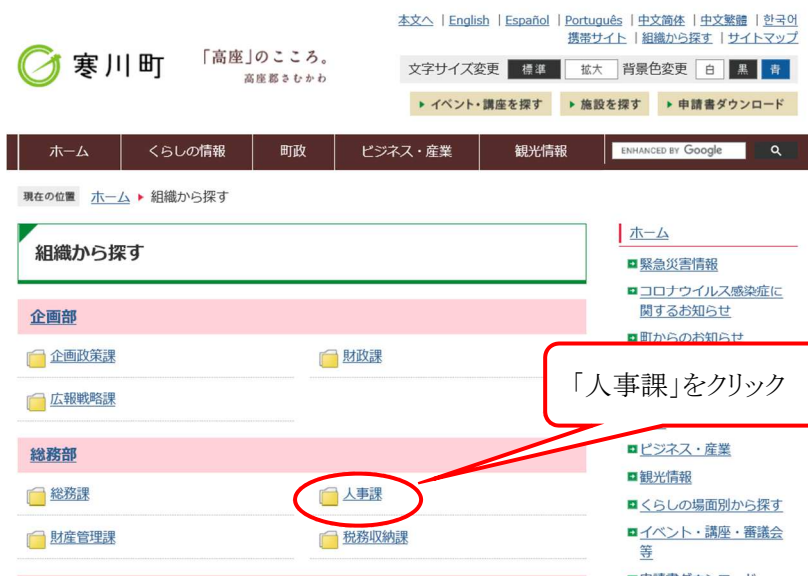 本文へ | English | Español | Português | 中文简体 | 中文繁體 | 한국어
携帯サイト | 組織から探す | サイトマップ
寒川町
「高座」のこころ。
高座郡さむかわ
文字サイズ変更 標準 拡大 背景色変更 白 黒 青
イベント・講座を探す 施設を探す 申請書ダウンロード
ホーム くらしの情報 町政 ビジネス・産業 観光情報 ENHANCED BY Google
現在の位置 ホーム 組織から探す
組織から探す
企画部
企画政策課 財政課
広報戦略課
総務部
総務課 人事課
財産管理課 税務収納課
「人事課」をクリック
ホーム
緊急災害情報
コロナウイルス感染症に
関するお知らせ
町からのお知らせ
ビジネス・産業
観光情報
くらしの場面別から探す
イベント・講座・審議会
等